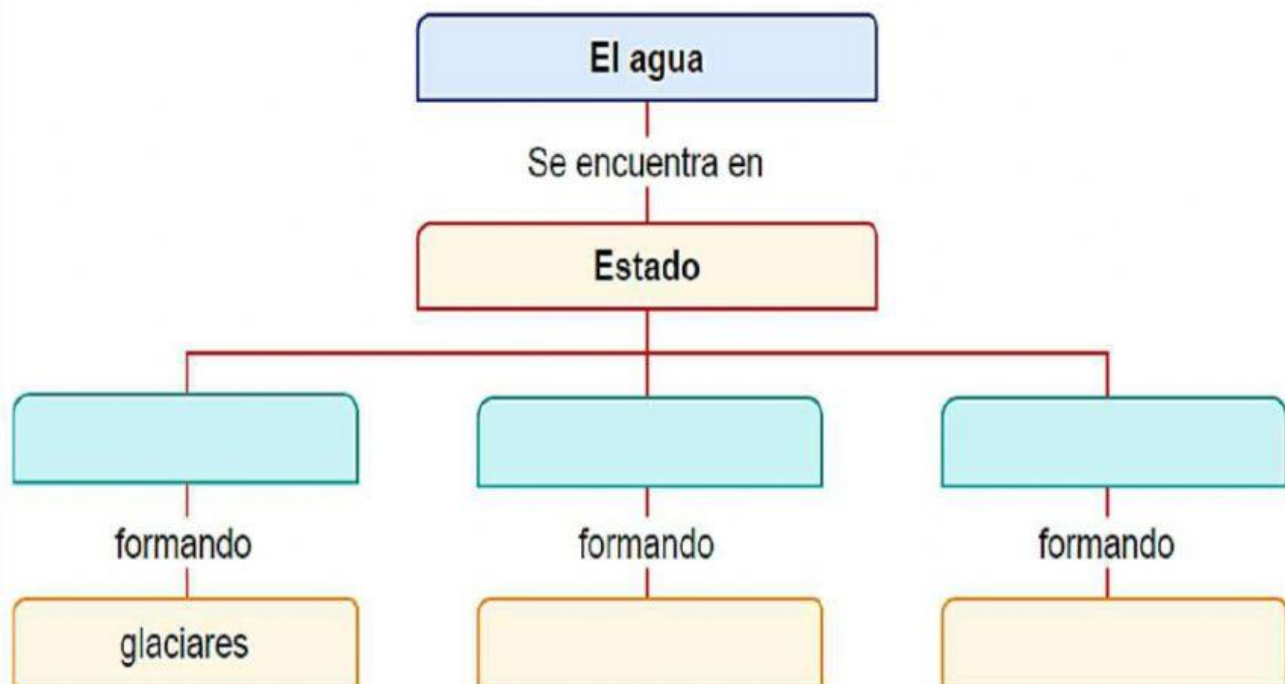 El agua
Se encuentra en
Estado
formando
formando
formando
glaciares